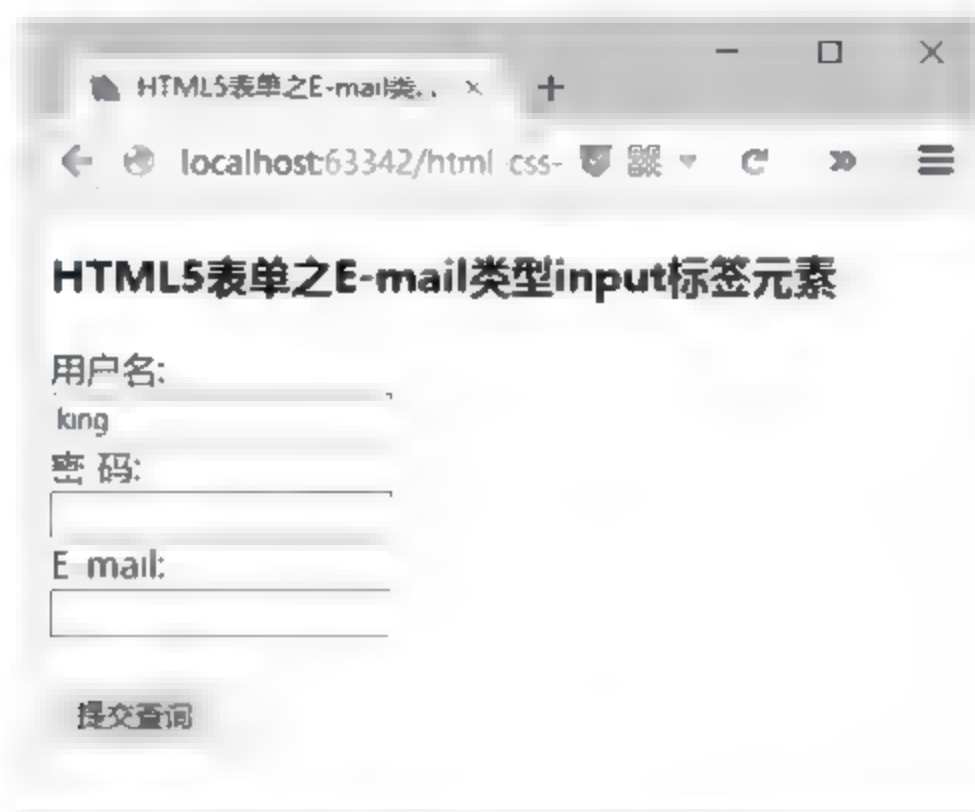 HTML5表单之E-mail类. .
localhost:63342/html css-
HTML5表单之E-mail类型input标签元素
用户名:
king
密 码:
E mail:
提交查询